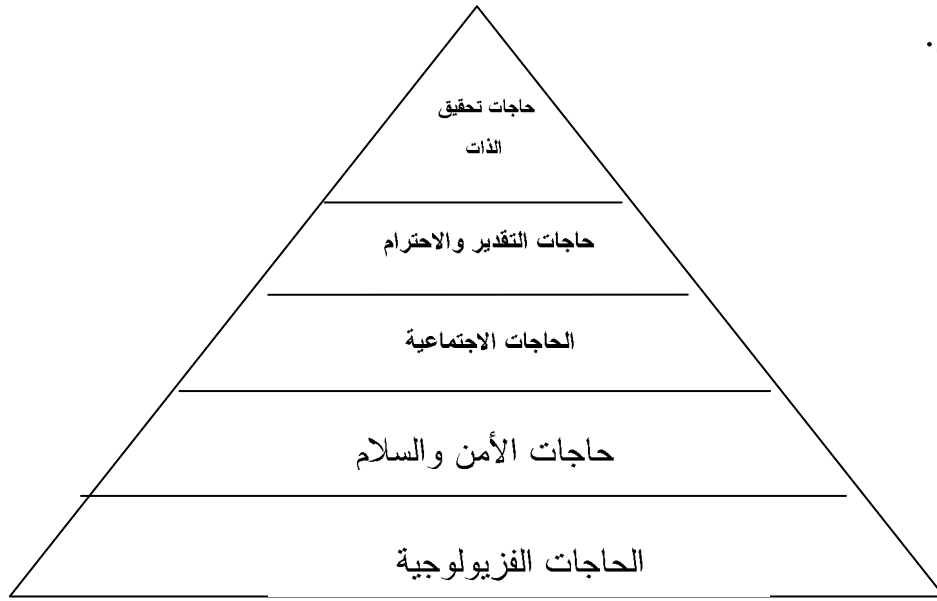 .
حاجات تحقيق
الذات
حاجات التقدير والاحترام
الحاجات الاجتماعية
حاجات الأمن والسلام
الحاجات الفزيولوجية